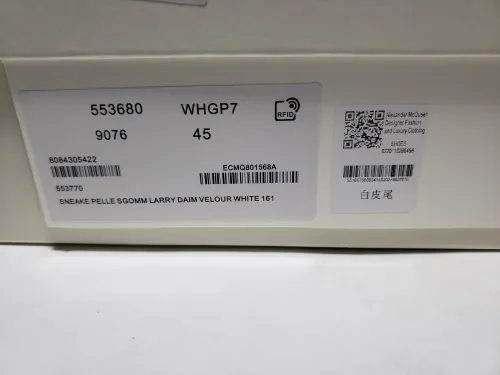 553680 WHGP7 RFID
9076 45
8084305422 ECMQ801568A
553770
SNEAKE PELLE SGOMM LARRY DAIM VELOUR WHITE 161
Alexander McQueen
Designer Fashion
and Luxury Clothing
白皮尾